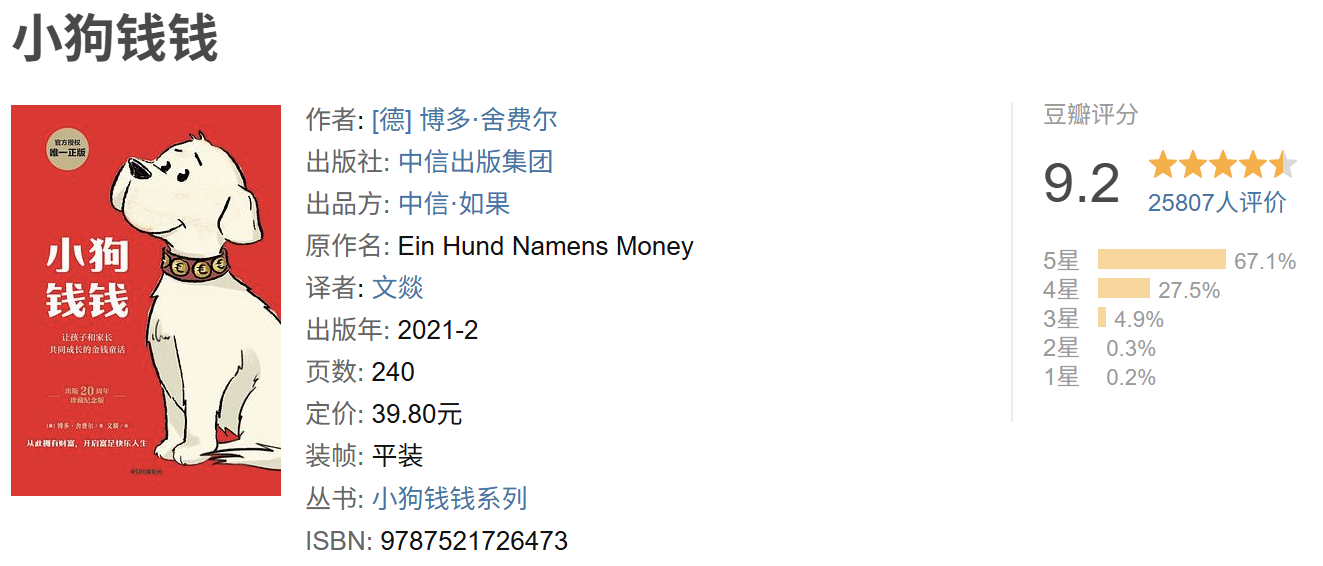 小狗钱钱
官方授权
唯一正版
小狗
钱钱
让孩子和家长
共同成长的金钱童话
出版20周年
珍藏纪念版
[德] 博多·舍费尔 / 著 文燚 / 译
从此拥有财富，开启富足快乐人生
作者: [德] 博多·舍费尔
出版社: 中信出版集团
出品方: 中信·如果
原作名: Ein Hund Namens Money
译者: 文燚
出版年: 2021-2
页数: 240
定价: 39.80元
装帧: 平装
丛书: 小狗钱钱系列
ISBN: 9787521726473
豆瓣评分
9.2
25807人评价
5星 67.1%
4星 27.5%
3星 4.9%
2星 0.3%
1星 0.2%